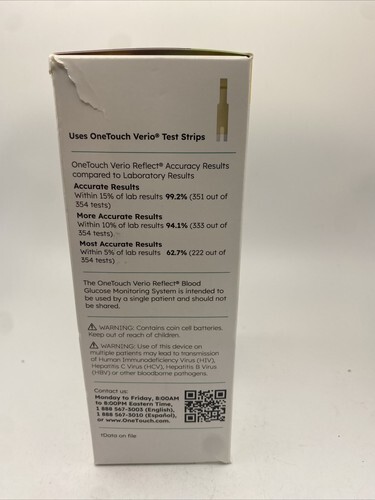 Uses OneTouch Verio® Test Strips
OneTouch Verio Reflect® Accuracy Results
compared to Laboratory Results
Accurate Results
Within 15% of lab results 99.2% (351 out of
354 tests)
More Accurate Results
Within 10% of lab results 94.1% (333 out of
354 tests).
Most Accurate Results
Within 5% of lab results 62.7% (222 out of
354 tests)
The OneTouch Verio Reflect® Blood
Glucose Monitoring System is intended to
be used by a single patient and should not
be shared.
WARNING: Contains coin cell batteries.
Keep out of reach of children.
WARNING: Use of this device on
multiple patients may lead to transmission
of Human Immunodeficiency Virus (HIV),
Hepatitis C Virus (HCV), Hepatitis B Virus
(HBV) or other bloodborne pathogens.
Contact us:
Monday to Friday, 8:00AM
to 8:00PM Eastern Time,
1 888 567-3003 (English),
1 888 567-3010 (Español),
or www.OneTouch.com.
†Data on file